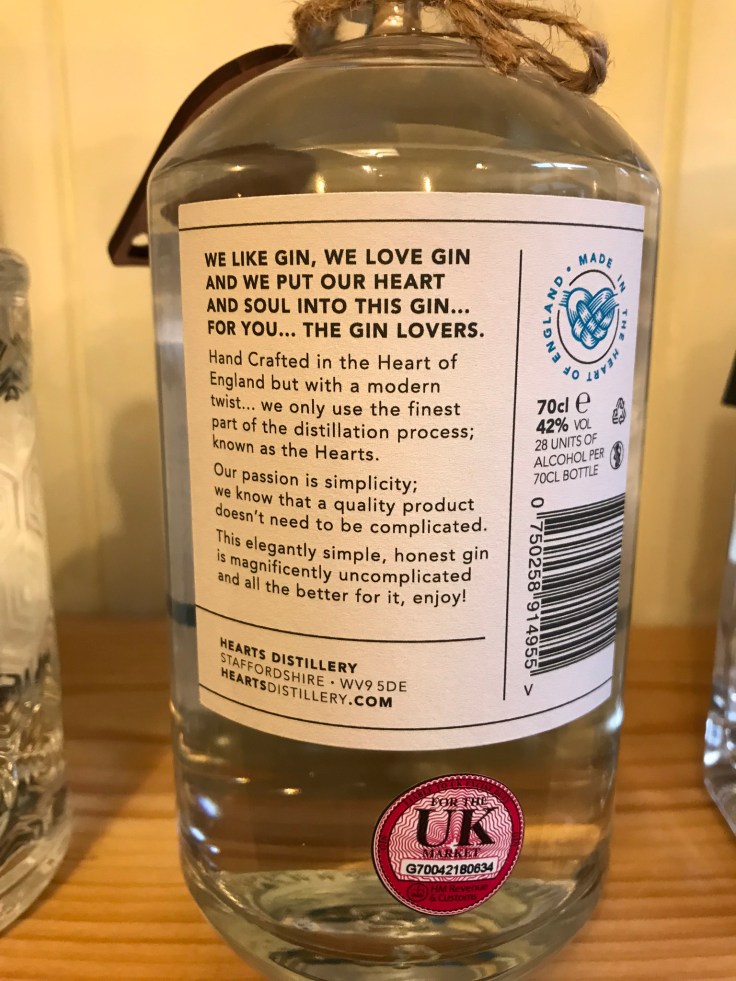 WE LIKE GIN, WE LOVE GIN
AND WE PUT OUR HEART
AND SOUL INTO THIS GIN...
FOR YOU... THE GIN LOVERS.
Hand Crafted in the Heart of
England but with a modern
twist... we only use the finest
part of the distillation process;
known as the Hearts.
Our passion is simplicity;
we know that a quality product
doesn't need to be complicated.
This elegantly simple, honest gin
is magnificently uncomplicated
and all the better for it, enjoy!
HEARTS DISTILLERY
STAFFORDSHIRE • WV9 5DE
HEARTSDISTILLERY.COM
• MADE IN THE HEART OF ENGLAND
70cl e
42% VOL
28 UNITS OF
ALCOHOL PER
70CL BOTTLE
0 750258 914955 >
FOR THE
UK
MARKET
G70042180634
HM Revenue
& Customs